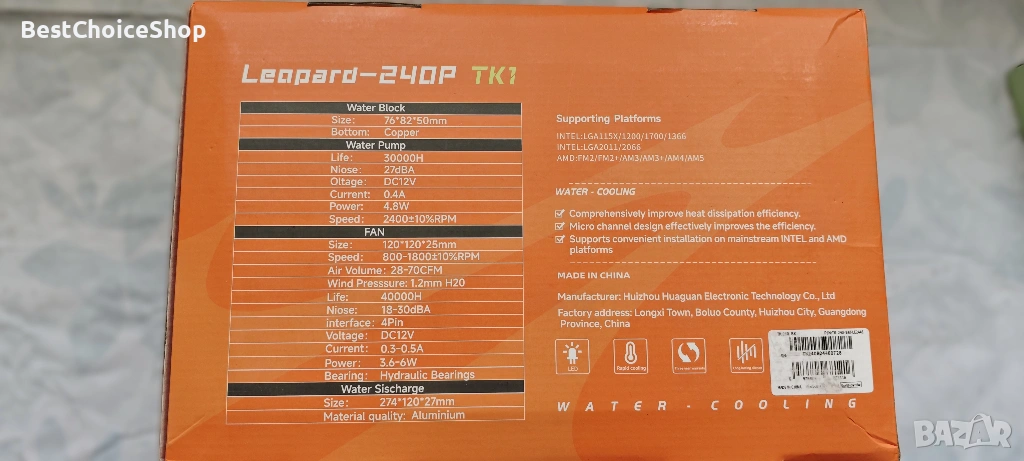 BestChoiceShop
Leopard-240P TK1
Water Block
Size: 76*82*50mm
Bottom: Copper
Water Pump
Life: 30000H
Niose: 27dBA
Oltage: DC12V
Current: 0.4A
Power: 4.8W
Speed: 2400±10%RPM
FAN
Size: 120*120*25mm
Speed: 800-1800±10%RPM
Air Volume: 28-70CFM
Wind Presssure: 1.2mm H20
Life: 40000H
Niose: 18-30dBA
interface: 4Pin
Voltage: DC12V
Current: 0.3-0.5A
Power: 3.6-6W
Bearing: Hydraulic Bearings
Water Sischarge
Size: 274*120*27mm
Material quality: Aluminium
Supporting Platforms
INTEL:LGA115X/1200/1700/1366
INTEL:LGA2011/2066
AMD:FM2/FM2+/AM3/AM3+/AM4/AM5
WATER - COOLING
Comprehensively improve heat dissipation efficiency.
Micro channel design effectively improves the efficiency.
Supports convenient installation on mainstream INTEL and AMD
platforms
MADE IN CHINA
Manufacturer: Huizhou Huaguan Electronic Technology Co., Ltd
Factory address: Longxi Town, Boluo County, Huizhou City, Guangdong
Province, China
LED
Rapid cooling
WATER - COOLING
BAZAR